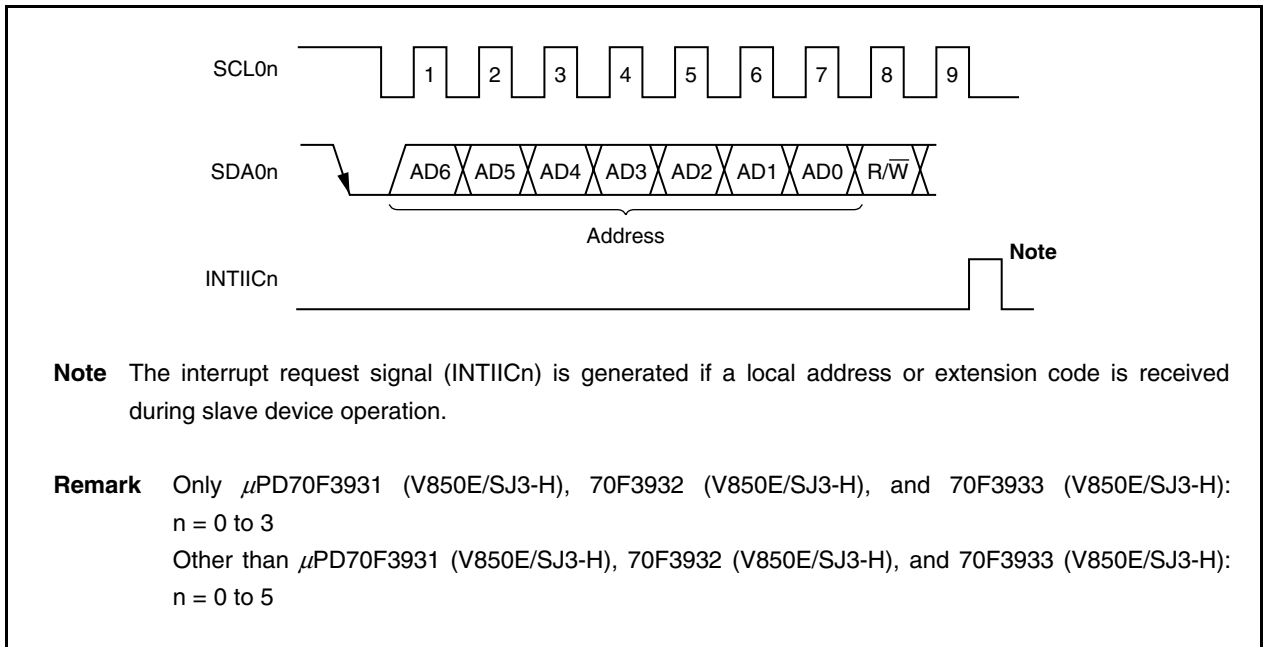 SCL0n
1 2 3 4 5 6 7 8 9
SDA0n
AD6 AD5 AD4 AD3 AD2 AD1 AD0 R/W̅
Address
INTIICn
Note
Note The interrupt request signal (INTIICn) is generated if a local address or extension code is received
during slave device operation.
Remark Only μPD70F3931 (V850E/SJ3-H), 70F3932 (V850E/SJ3-H), and 70F3933 (V850E/SJ3-H):
n = 0 to 3
Other than μPD70F3931 (V850E/SJ3-H), 70F3932 (V850E/SJ3-H), and 70F3933 (V850E/SJ3-H):
n = 0 to 5